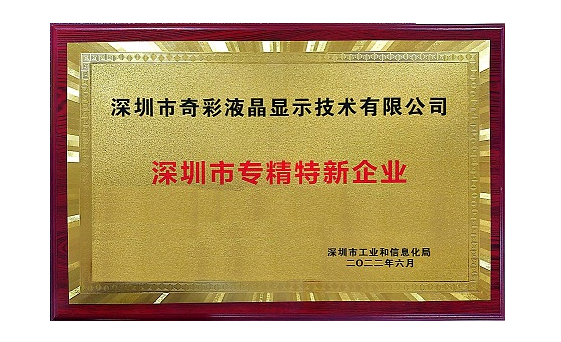 深圳市奇彩液晶显示技术有限公司
深圳市专精特新企业
深圳市工业和信息化局
二〇二二年六月